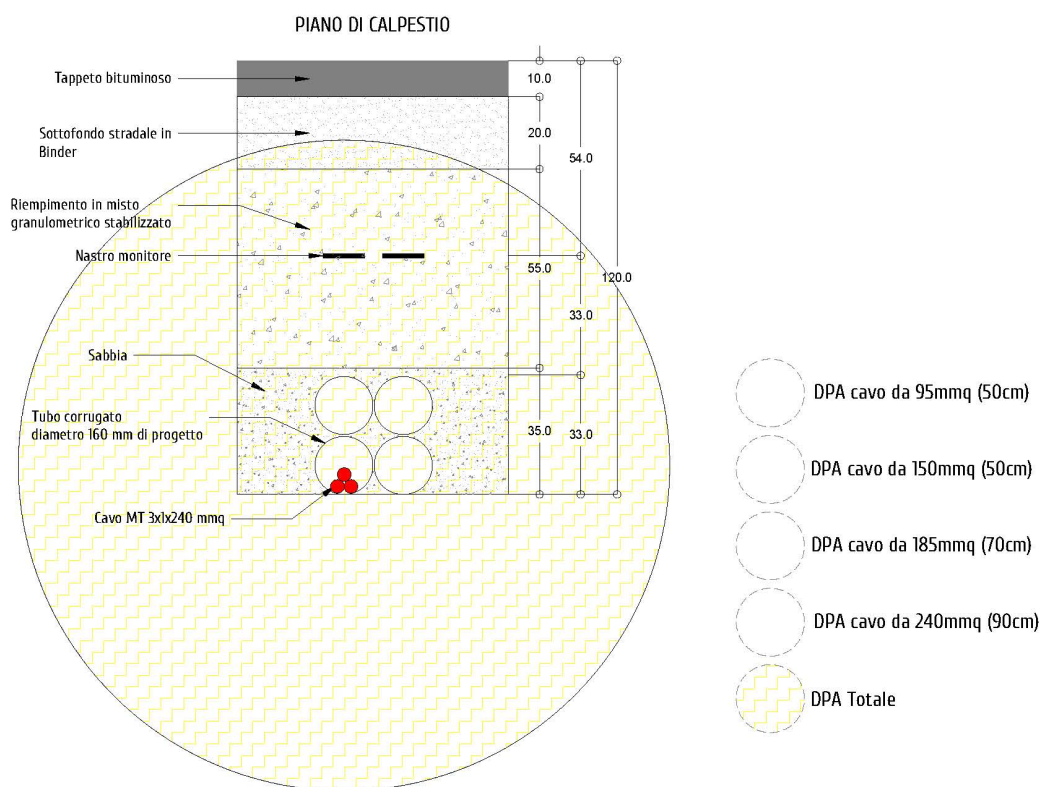 PIANO DI CALPESTIO
Tappeto bituminoso
10.0
Sottofondo stradale in
Binder
20.0
54.0
Riempimento in misto
granulometrico stabilizzato
Nastro monitore
55.0
120.0
33.0
Sabbia
Tubo corrugato
diametro 160 mm di progetto
35.0
33.0
Cavo MT 3x1x240 mmq
DPA cavo da 95mmq (50cm)
DPA cavo da 150mmq (50cm)
DPA cavo da 185mmq (70cm)
DPA cavo da 240mmq (90cm)
DPA Totale